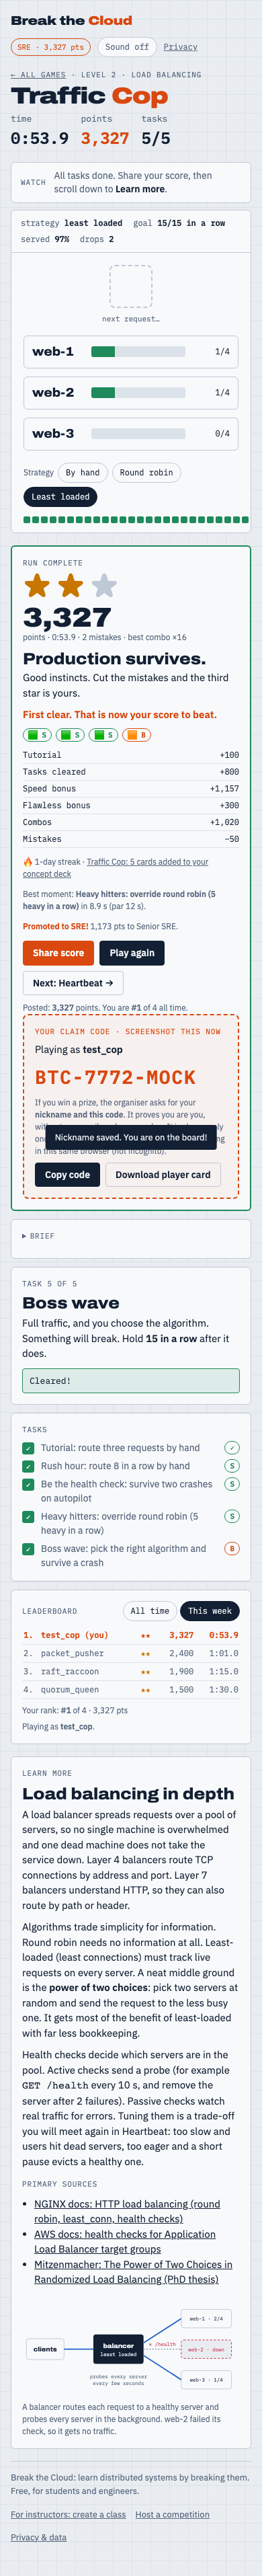 Break the Cloud
SRE · 3,327 pts
Sound off
Privacy
← ALL GAMES · LEVEL 2 · LOAD BALANCING
Traffic Cop
time points tasks
0:53.9 3,327 5/5
WATCH
All tasks done. Share your score, then
scroll down to Learn more.
strategy least loaded goal 15/15 in a row
served 97% drops 2
next request…
web-1 1/4
web-2 1/4
web-3 0/4
Strategy By hand Round robin
Least loaded
RUN COMPLETE
3,327
points · 0:53.9 · 2 mistakes · best combo ×16
Production survives.
Good instincts. Cut the mistakes and the third
star is yours.
First clear. That is now your score to beat.
S S S B
Tutorial +100
Tasks cleared +800
Speed bonus +1,157
Flawless bonus +300
Combos +1,020
Mistakes −50
1-day streak · Traffic Cop: 5 cards added to your
concept deck
Best moment: Heavy hitters: override round robin (5
heavy in a row) in 8.9 s (par 12 s).
Promoted to SRE! 1,173 pts to Senior SRE.
Share score
Play again
Next: Heartbeat →
Posted: 3,327 points. You are #1 of 4 all time.
YOUR CLAIM CODE · SCREENSHOT THIS NOW
Playing as test_cop
BTC-7772-MOCK
If you win a prize, the organiser asks for your
nickname and this code. It proves you are you,
Nickname saved. You are on the board!
in this same browser (not incognito).
Copy code
Download player card
▸ BRIEF
TASK 5 OF 5
Boss wave
Full traffic, and you choose the algorithm.
Something will break. Hold 15 in a row after it
does.
Cleared!
TASKS
✓ Tutorial: route three requests by hand ✓
✓ Rush hour: route 8 in a row by hand S
✓ Be the health check: survive two crashes S
on autopilot
✓ Heavy hitters: override round robin (5 S
heavy in a row)
✓ Boss wave: pick the right algorithm and B
survive a crash
LEADERBOARD All time This week
1. test_cop (you) ★★ 3,327 0:53.9
2. packet_pusher ★★ 2,400 1:01.0
3. raft_raccoon ★★ 1,900 1:15.0
4. quorum_queen ★★ 1,500 1:30.0
Your rank: #1 of 4 · 3,327 pts
Playing as test_cop.
LEARN MORE
Load balancing in depth
A load balancer spreads requests over a pool of
servers, so no single machine is overwhelmed
and one dead machine does not take the
service down. Layer 4 balancers route TCP
connections by address and port. Layer 7
balancers understand HTTP, so they can also
route by path or header.
Algorithms trade simplicity for information.
Round robin needs no information at all. Least-
loaded (least connections) must track live
requests on every server. A neat middle ground
is the power of two choices: pick two servers at
random and send the request to the less busy
one. It gets most of the benefit of least-loaded
with far less bookkeeping.
Health checks decide which servers are in the
pool. Active checks send a probe (for example
GET /health every 10 s, and remove the
server after 2 failures). Passive checks watch
real traffic for errors. Tuning them is a trade-off
you will meet again in Heartbeat: too slow and
users hit dead servers, too eager and a short
pause evicts a healthy one.
PRIMARY SOURCES
• NGINX docs: HTTP load balancing (round
robin, least_conn, health checks)
• AWS docs: health checks for Application
Load Balancer target groups
• Mitzenmacher: The Power of Two Choices in
Randomized Load Balancing (PhD thesis)
clients
balancer
least loaded
probes every server
every few seconds
× /health
web-1 · 2/4
web-2 · down
web-3 · 1/4
A balancer routes each request to a healthy server and
probes every server in the background. web-2 failed its
check, so it gets no traffic.
Break the Cloud: learn distributed systems by breaking them.
Free, for students and engineers.
For instructors: create a class Host a competition
Privacy & data